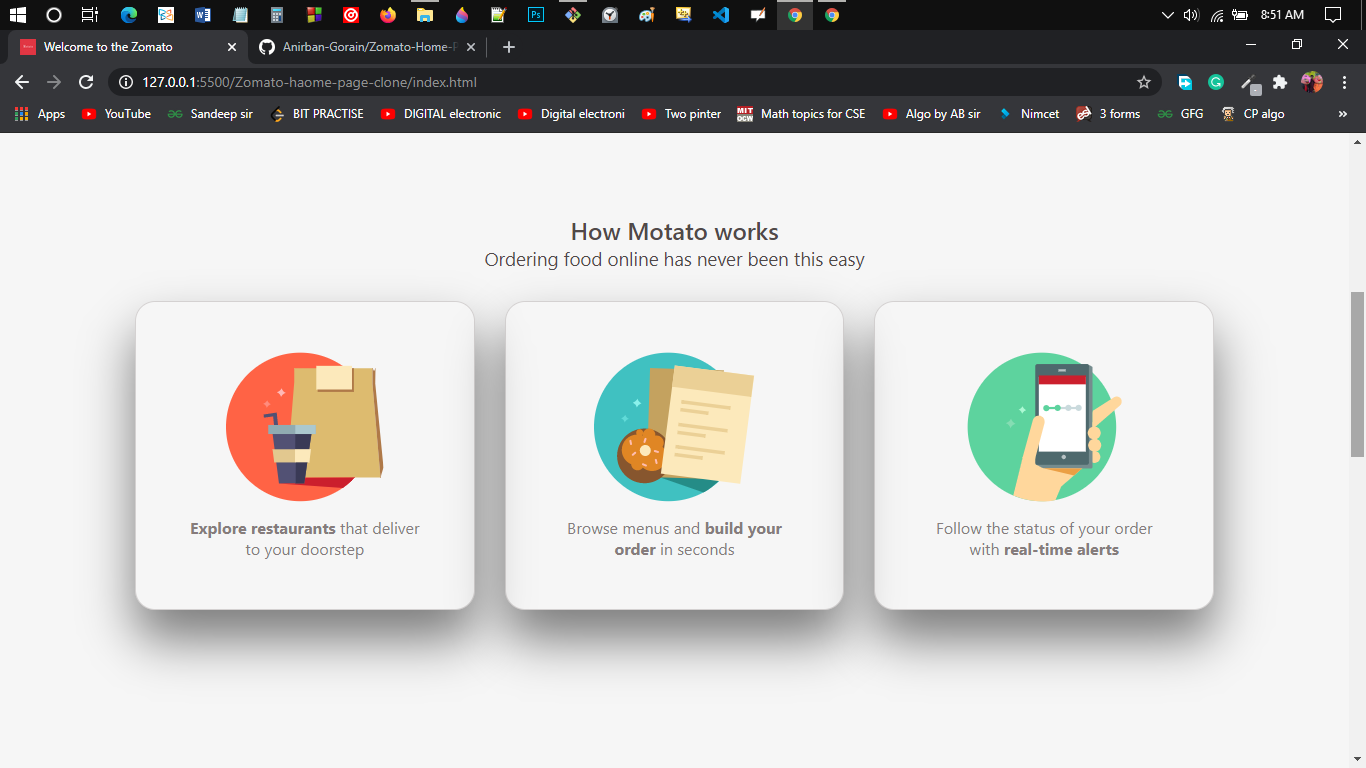 8:51 AM
Welcome to the Zomato
Anirban-Gorain/Zomato-Home-P
127.0.0.1:5500/Zomato-haome-page-clone/index.html
Apps
YouTube
Sandeep sir
BIT PRACTISE
DIGITAL electronic
Digital electroni
Two pinter
MIT OCW
Math topics for CSE
Algo by AB sir
Nimcet
3 forms
GFG
CP algo
How Motato works
Ordering food online has never been this easy
Explore restaurants that deliver
to your doorstep
Browse menus and build your
order in seconds
Follow the status of your order
with real-time alerts